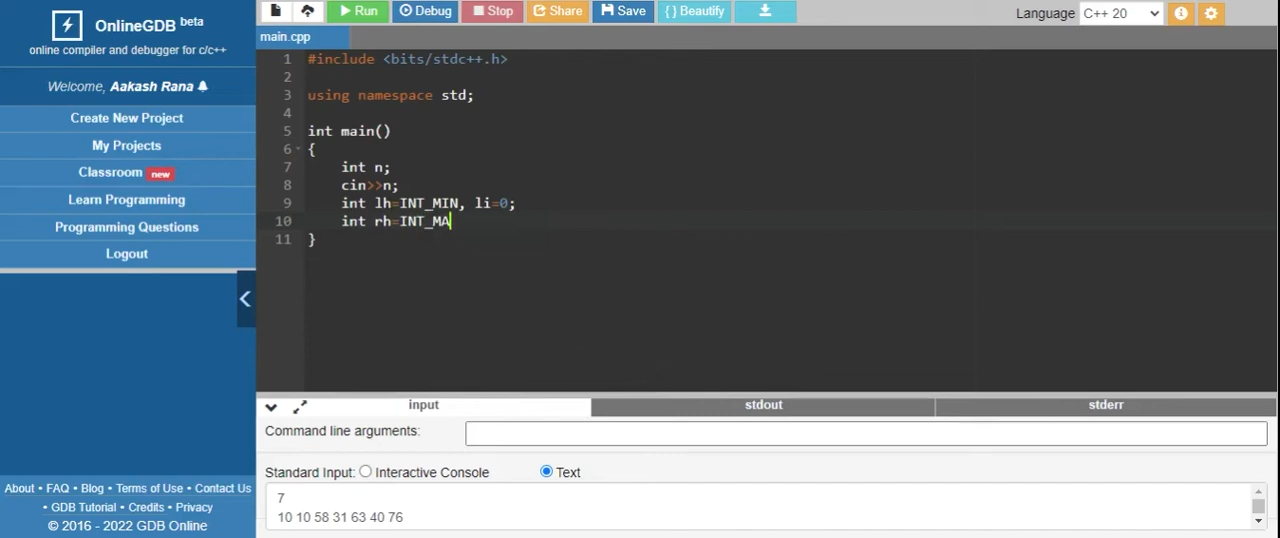 OnlineGDB beta
online compiler and debugger for c/c++
Welcome, Aakash Rana
Create New Project
My Projects
Classroom new
Learn Programming
Programming Questions
Logout
About • FAQ • Blog • Terms of Use • Contact Us
• GDB Tutorial • Credits • Privacy
© 2016 - 2022 GDB Online
Run Debug Stop Share Save { } Beautify Language C++ 20
main.cpp
1 #include <bits/stdc++.h>
2
3 using namespace std;
4
5 int main()
6 {
7 int n;
8 cin>>n;
9 int lh=INT_MIN, li=0;
10 int rh=INT_MA
11 }
input stdout stderr
Command line arguments:
Standard Input: Interactive Console Text
7
10 10 58 31 63 40 76